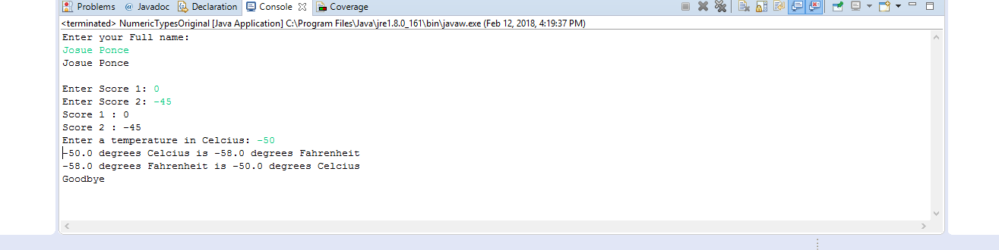 Problems @ Javadoc Declaration Console Coverage
<terminated> NumericTypesOriginal [Java Application] C:\Program Files\Java\jre1.8.0_161\bin\javaw.exe (Feb 12, 2018, 4:19:37 PM)
Enter your Full name:
Josue Ponce
Josue Ponce
Enter Score 1: 0
Enter Score 2: -45
Score 1 : 0
Score 2 : -45
Enter a temperature in Celcius: -50
-50.0 degrees Celcius is -58.0 degrees Fahrenheit
-58.0 degrees Fahrenheit is -50.0 degrees Celcius
Goodbye